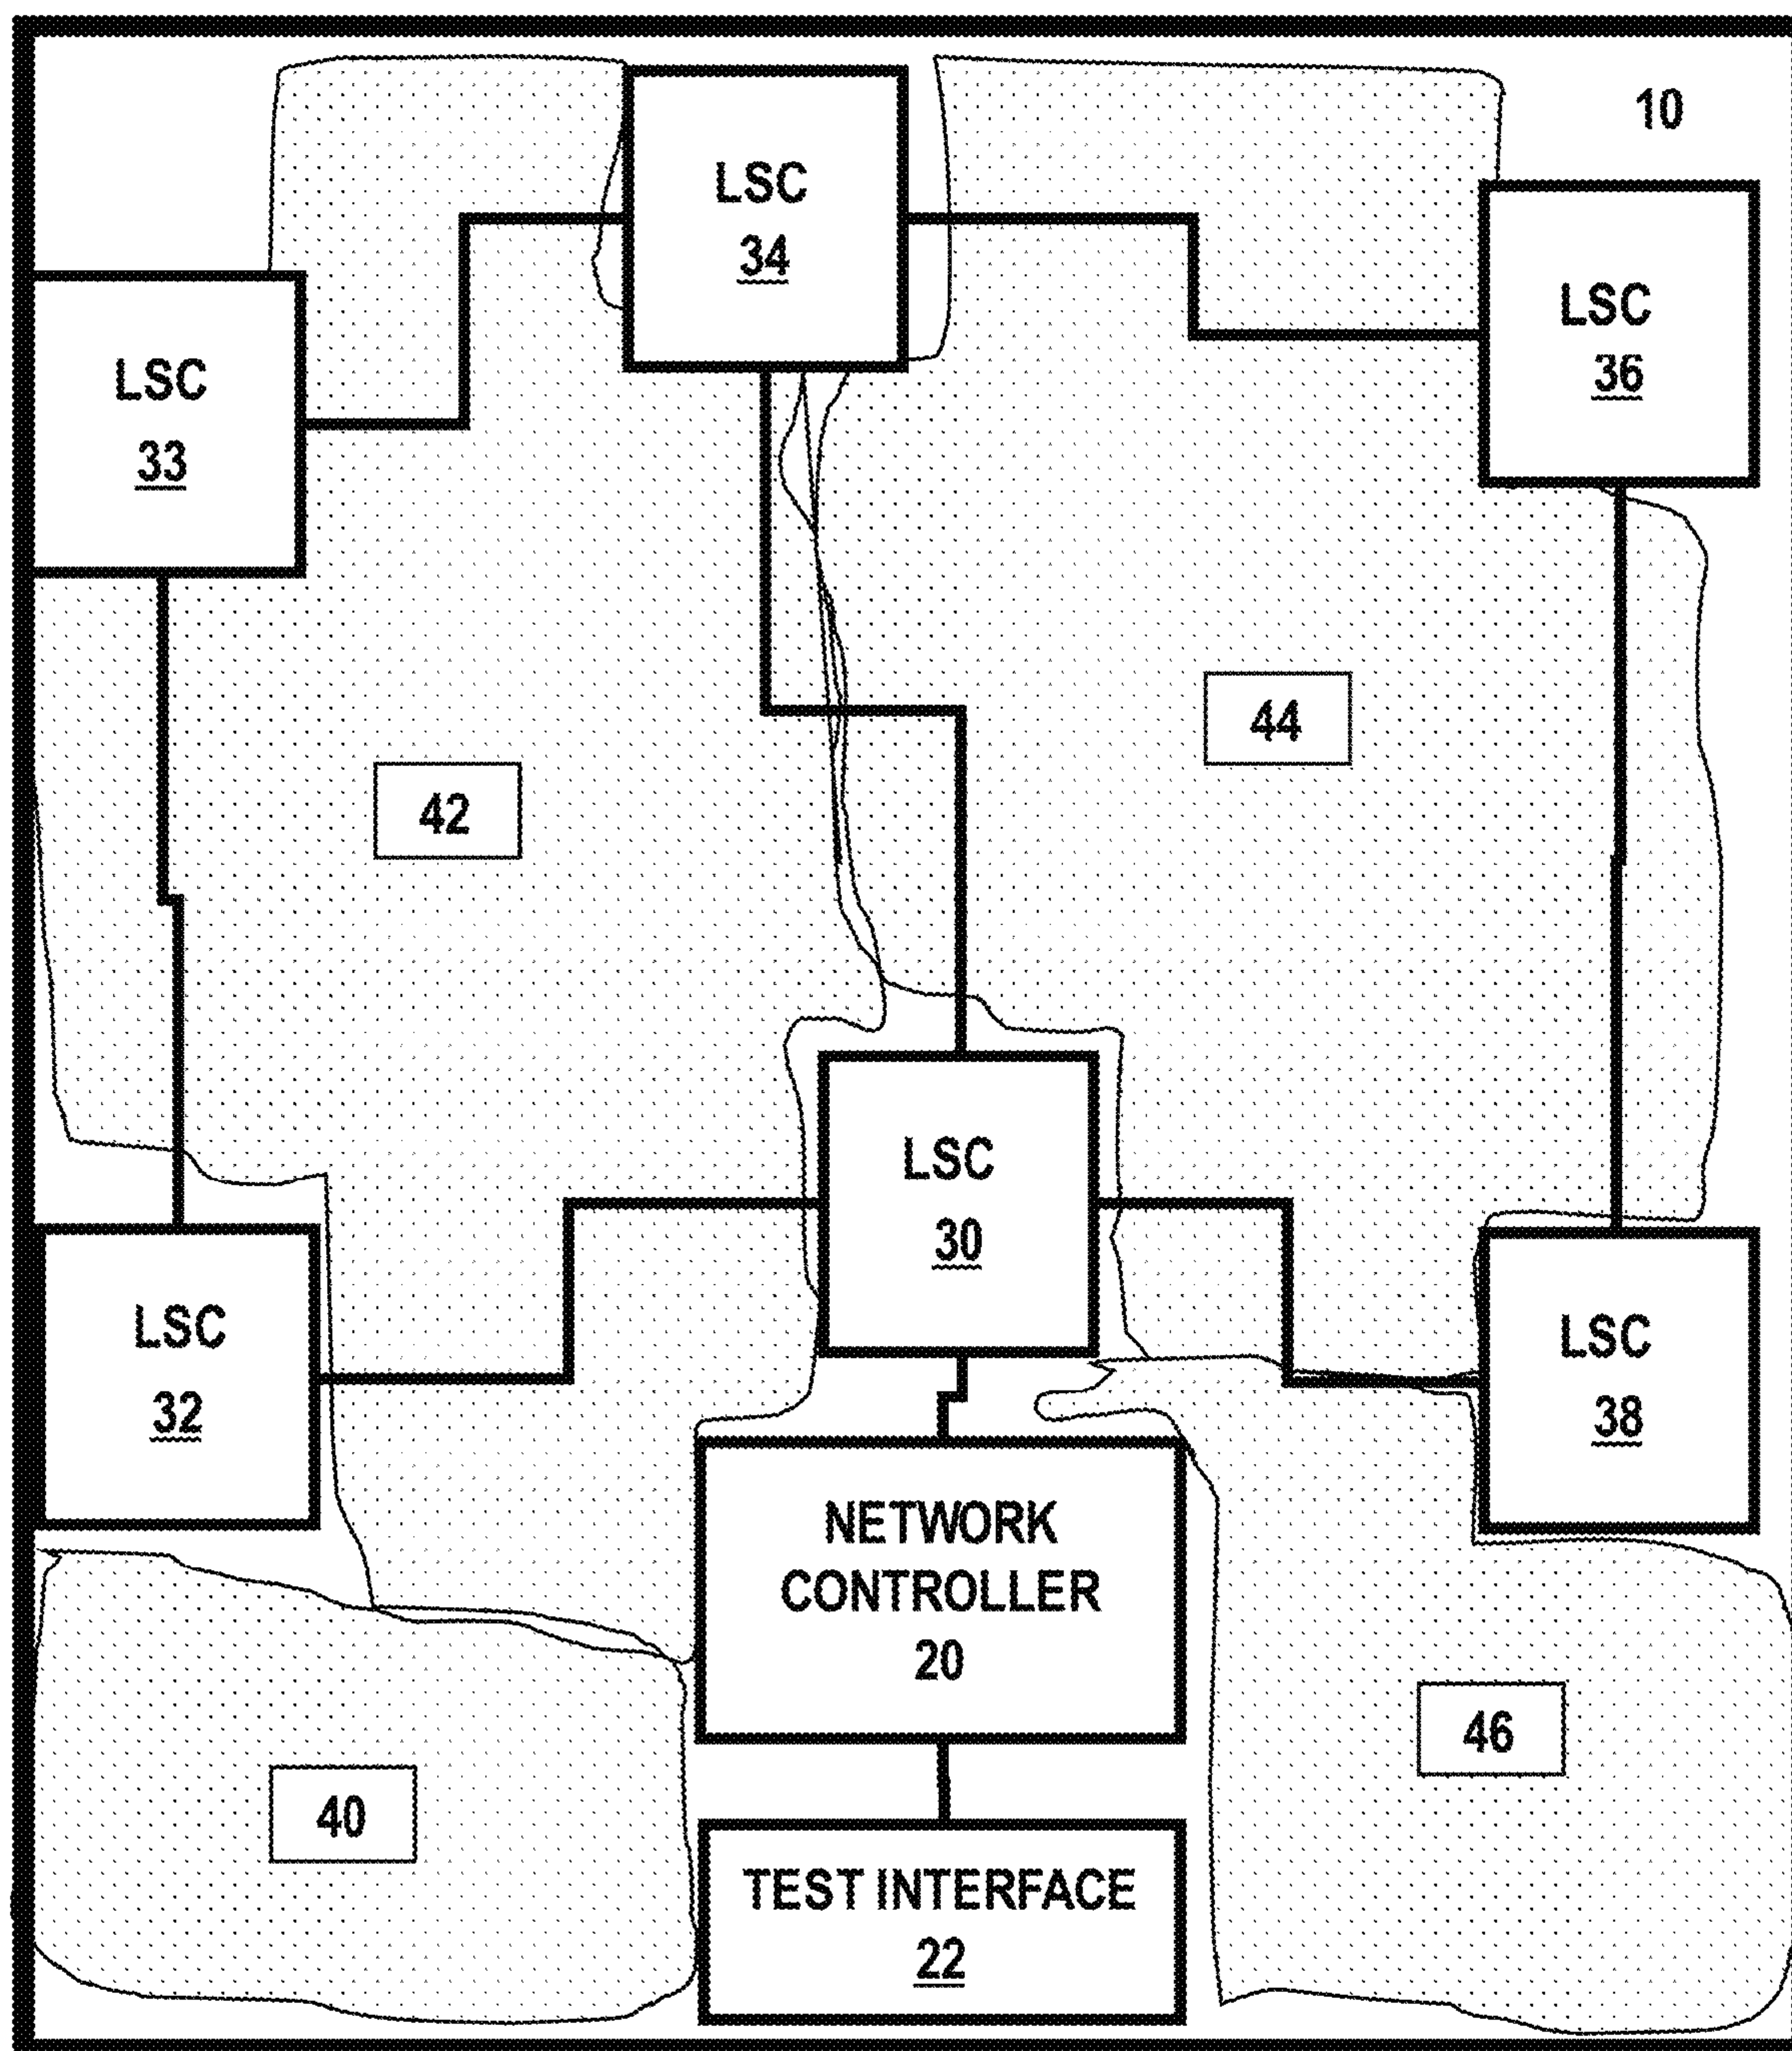 10
LSC
34
LSC
36
LSC
33
44
42
LSC
30
LSC
32
LSC
38
NETWORK
CONTROLLER
20
46
40
TEST INTERFACE
22